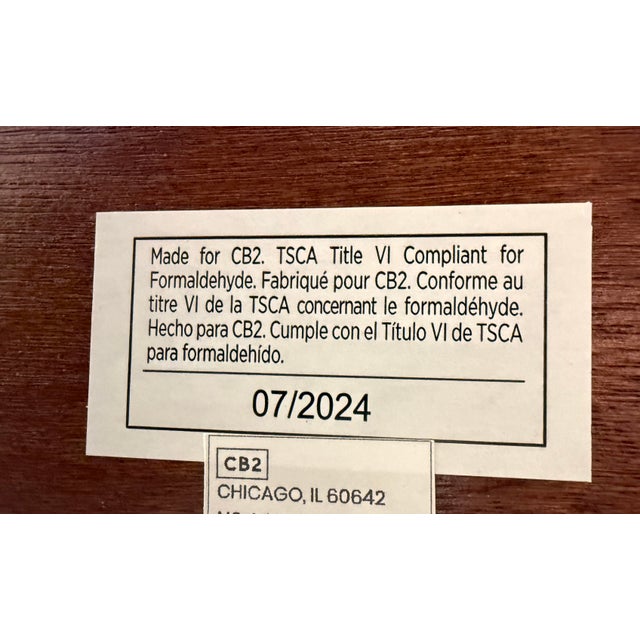 Made for CB2. TSCA Title VI Compliant for
Formaldehyde. Fabriqué pour CB2. Conforme au
titre VI de la TSCA concernant le formaldéhyde.
Hecho para CB2. Cumple con el Título VI de TSCA
para formaldehído.
07/2024
CB2
CHICAGO, IL 60642